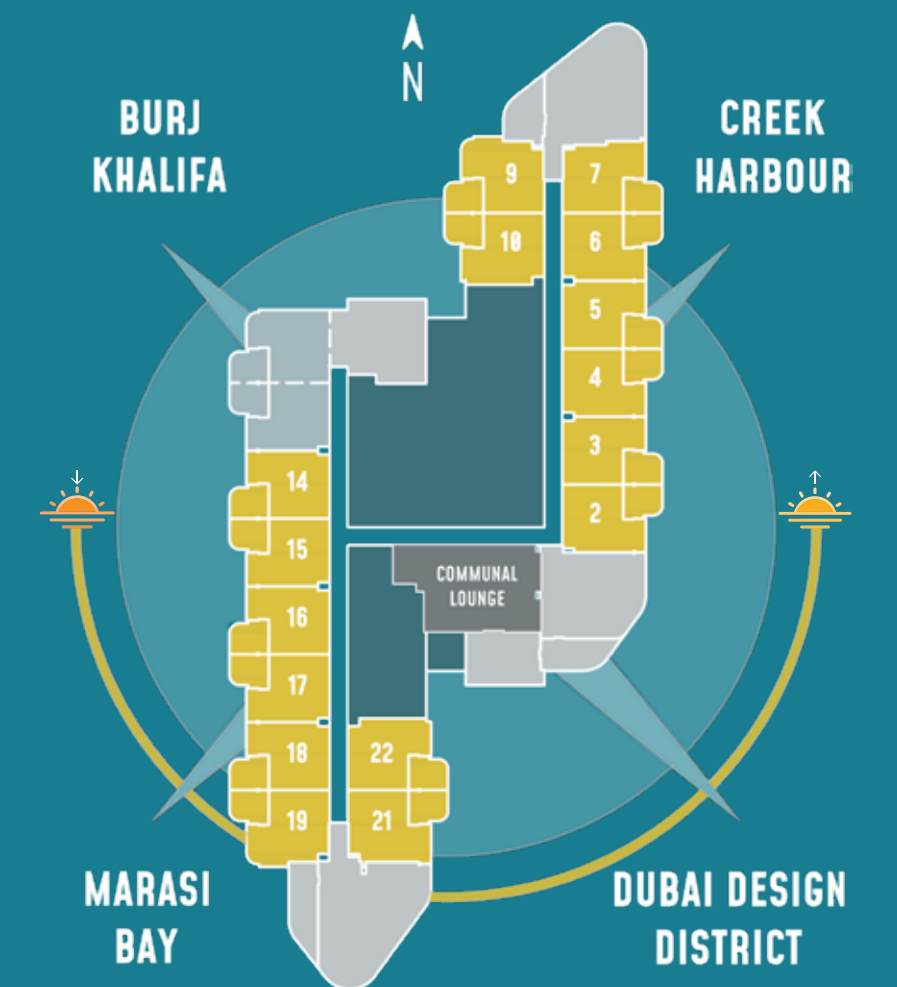 N
BURJ
KHALIFA
CREEK
HARBOUR
9
7
10
6
5
4
3
2
14
15
16
17
18
19
COMMUNAL
LOUNGE
22
21
MARASI
BAY
DUBAI DESIGN
DISTRICT